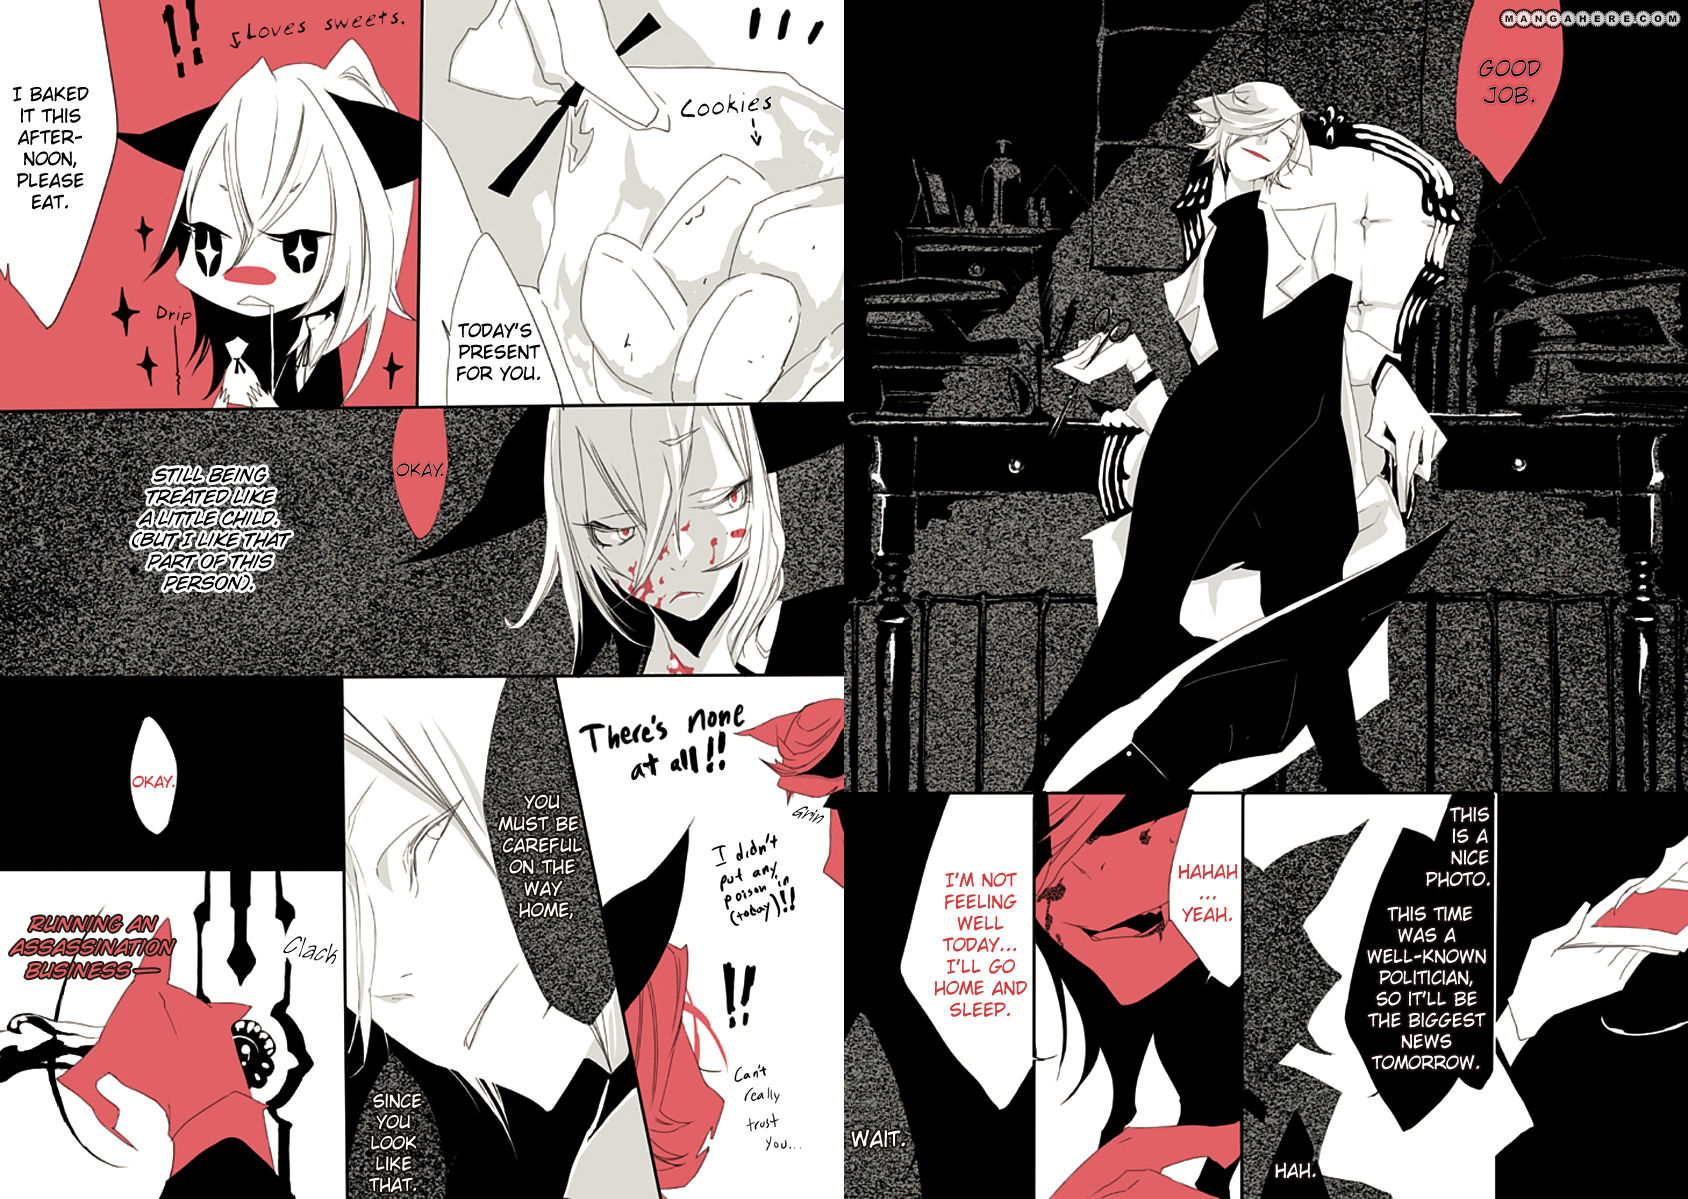 MANGAHERE.COM
GOOD
JOB.
THIS
IS A
NICE
PHOTO.
THIS TIME
WAS A
WELL-KNOWN
POLITICIAN,
SO IT'LL BE
THE BIGGEST
NEWS
TOMORROW.
HAH.
HAHAH
...
YEAH.
I'M NOT
FEELING
WELL
TODAY...
I'LL GO
HOME AND
SLEEP.
WAIT.
Cookies
TODAY'S
PRESENT
FOR YOU.
Loves sweets.
!!
I BAKED
IT THIS
AFTER-
NOON,
PLEASE
EAT.
Drip
OKAY.
STILL BEING
TREATED LIKE
A LITTLE CHILD.
(BUT I LIKE THAT
PART OF THIS
PERSON).
There's none
at all!!
Grin
I didn't
put any
poison in
(today)!!
!!
Can't
really
trust
you...
YOU
MUST BE
CAREFUL
ON THE
WAY
HOME,
SINCE
YOU
LOOK
LIKE
THAT.
OKAY.
Clack
RUNNING AN
ASSASSINATION
BUSINESS—